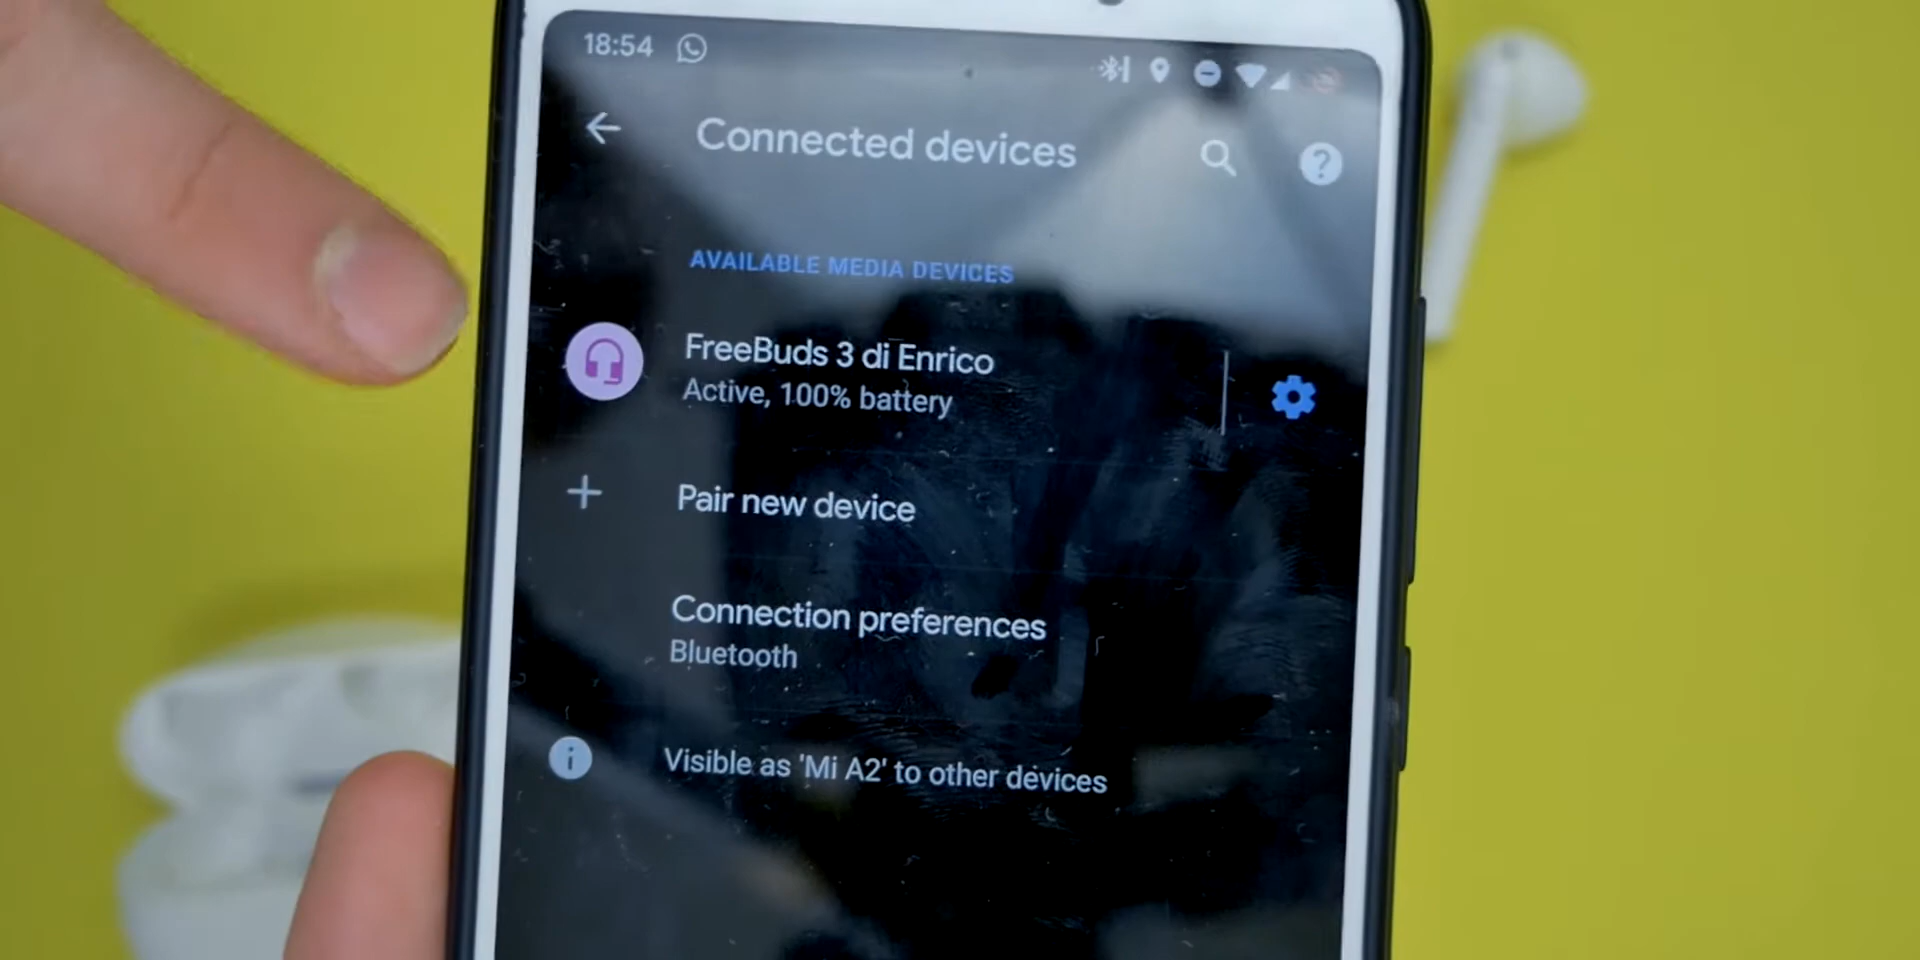 18:54
Connected devices
AVAILABLE MEDIA DEVICES
FreeBuds 3 di Enrico
Active, 100% battery
Pair new device
Connection preferences
Bluetooth
Visible as 'Mi A2' to other devices